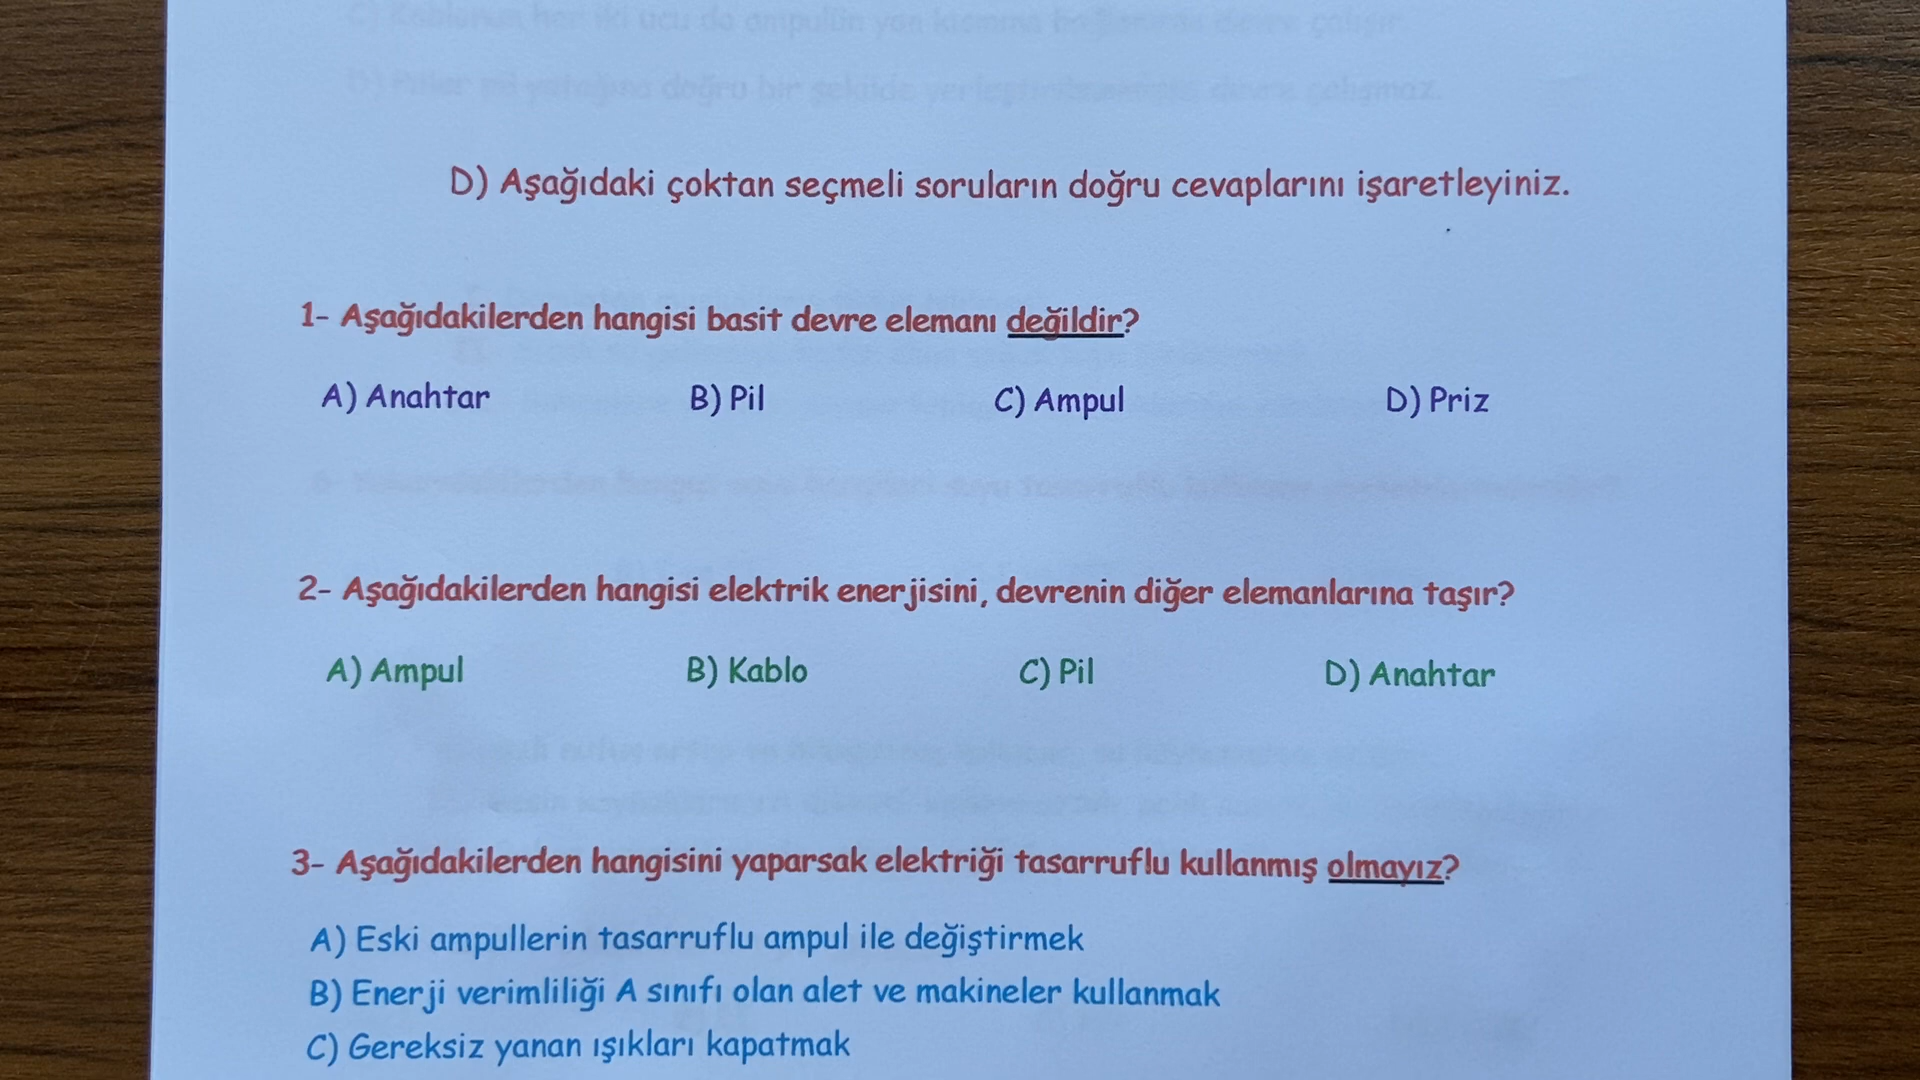 D) Aşağıdaki çoktan seçmeli soruların doğru cevaplarını işaretleyiniz.
1- Aşağıdakilerden hangisi basit devre elemanı değildir?
A) Anahtar B) Pil C) Ampul D) Priz
2- Aşağıdakilerden hangisi elektrik enerjisini, devrenin diğer elemanlarına taşır?
A) Ampul B) Kablo C) Pil D) Anahtar
3- Aşağıdakilerden hangisini yaparsak elektriği tasarruflu kullanmış olmayız?
A) Eski ampullerin tasarruflu ampul ile değiştirmek
B) Enerji verimliliği A sınıfı olan alet ve makineler kullanmak
C) Gereksiz yanan ışıkları kapatmak